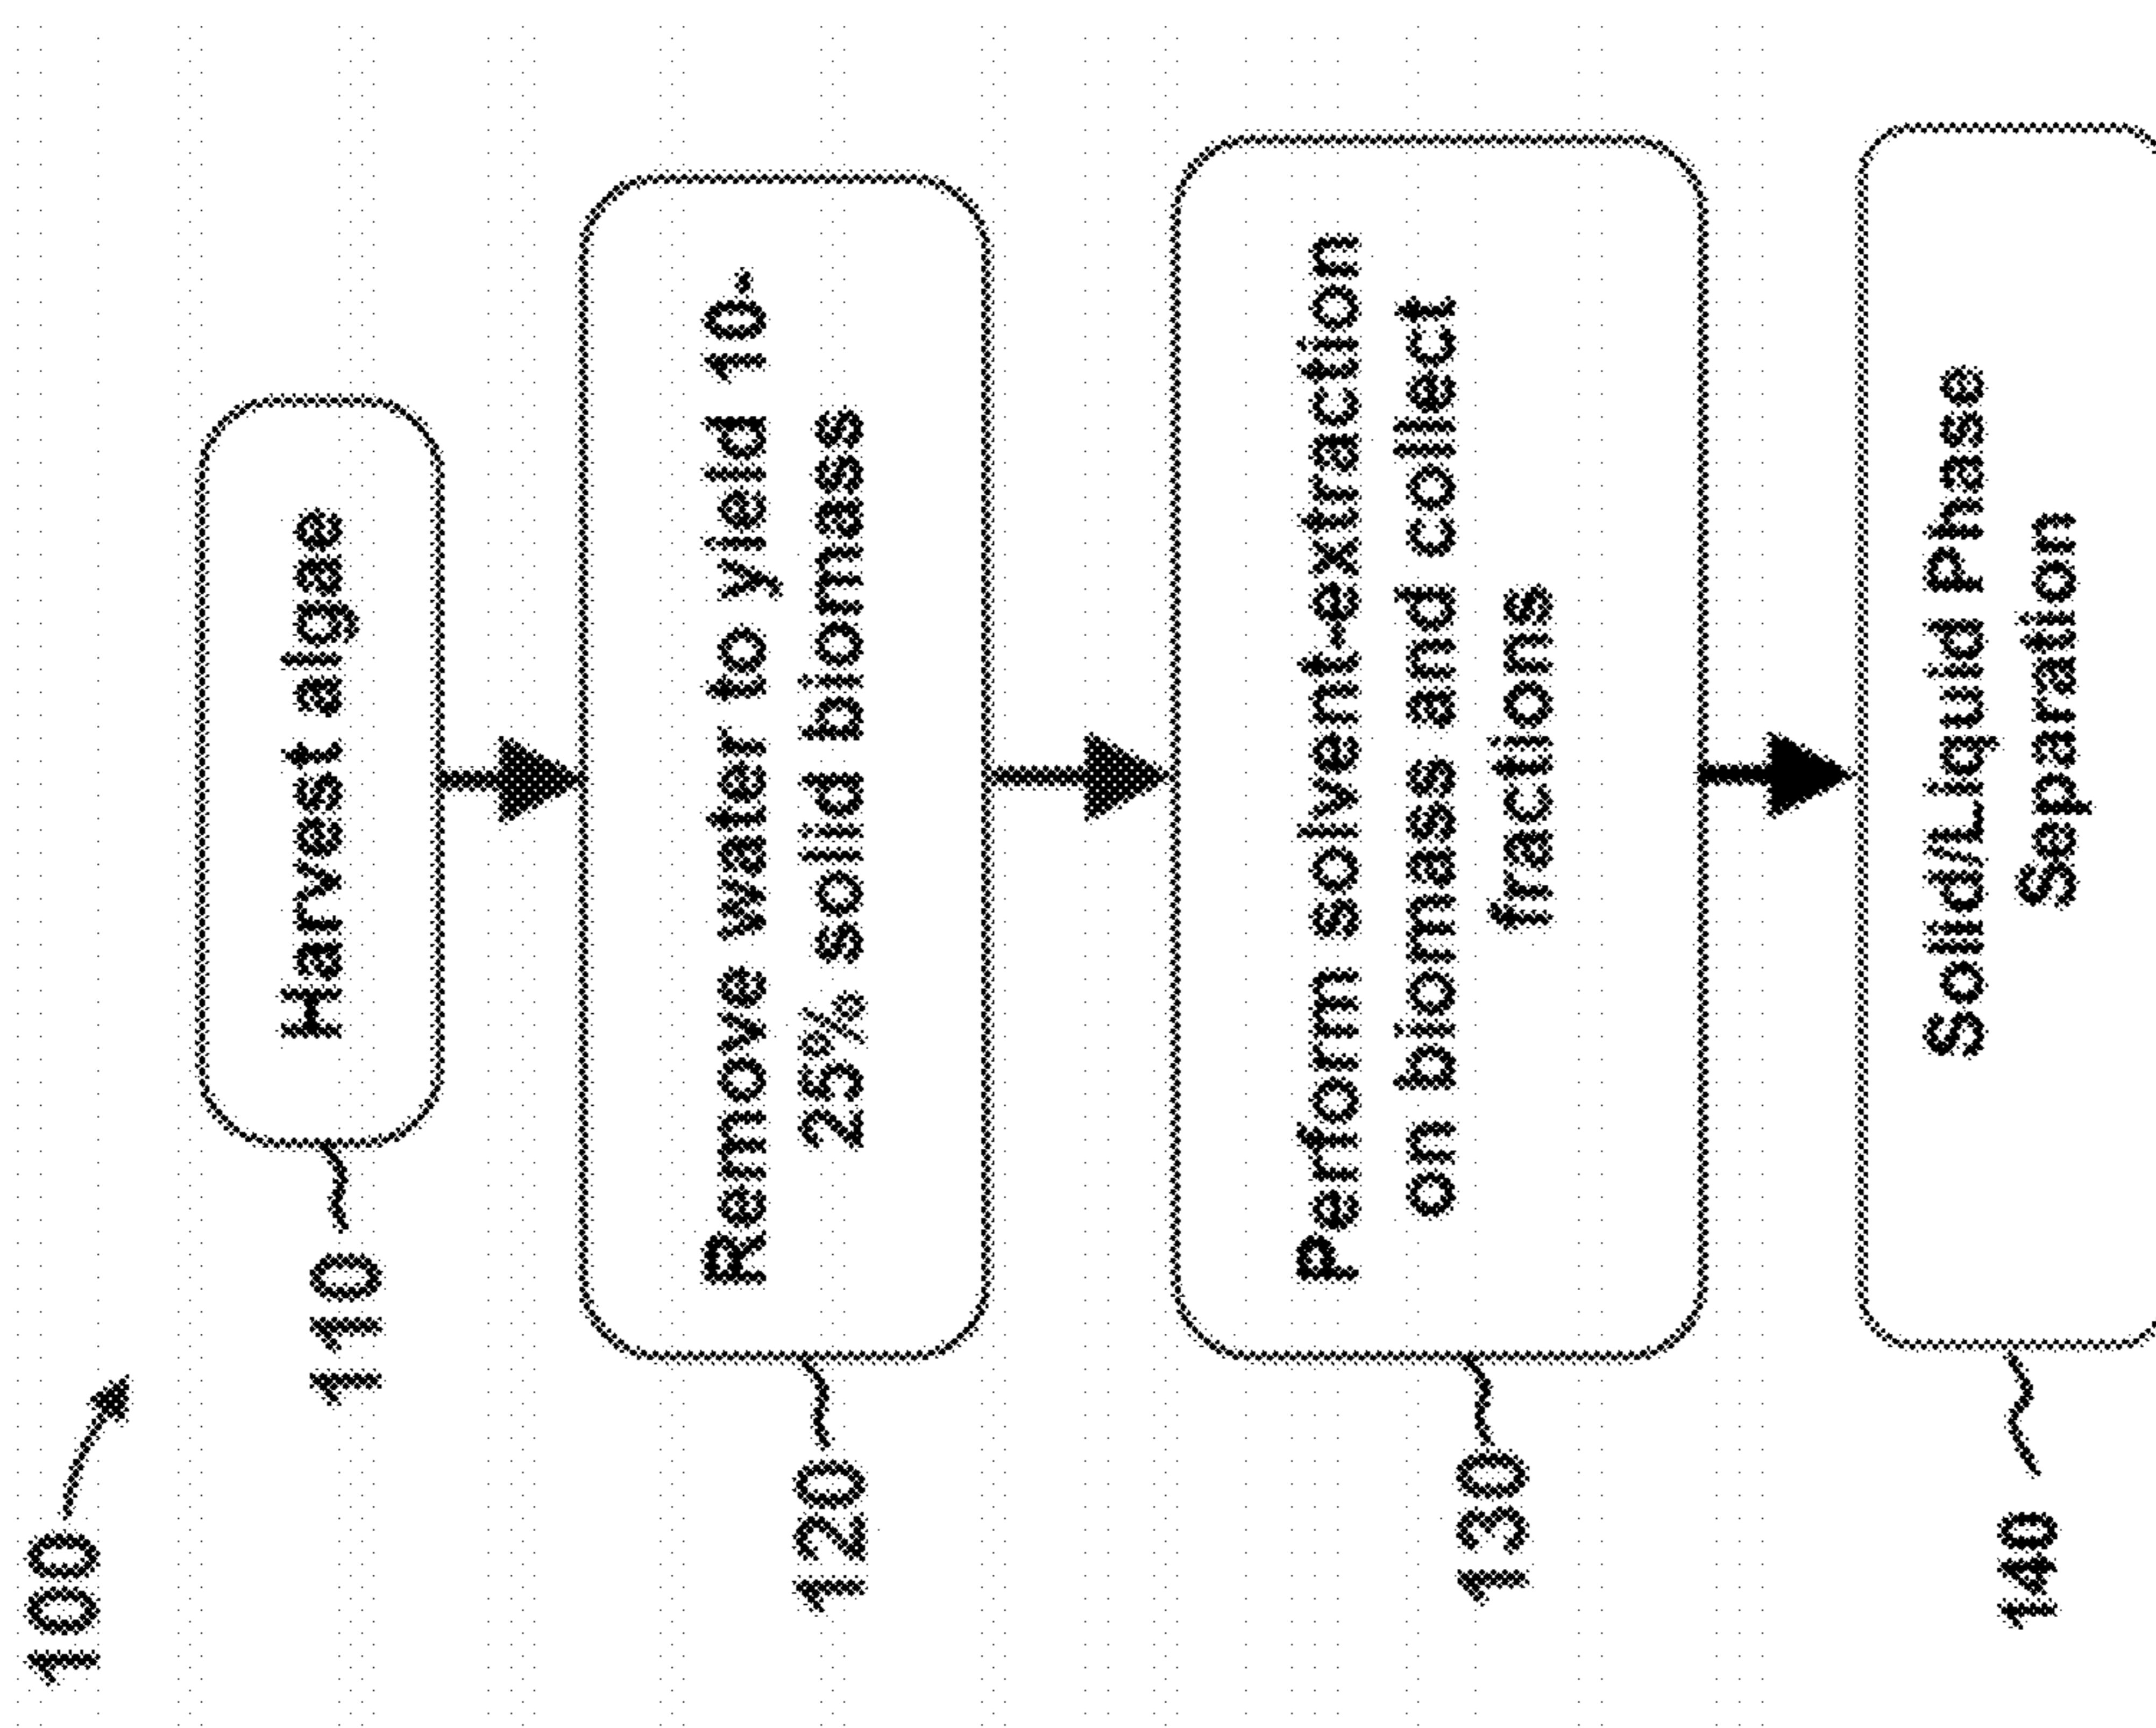 100
110
Harvest algae
120
Remove water to yield 10-
25% solid biomass
130
Perform solvent-extraction
on biomass and collect
fractions
140
Solid/Liquid Phase
Separation